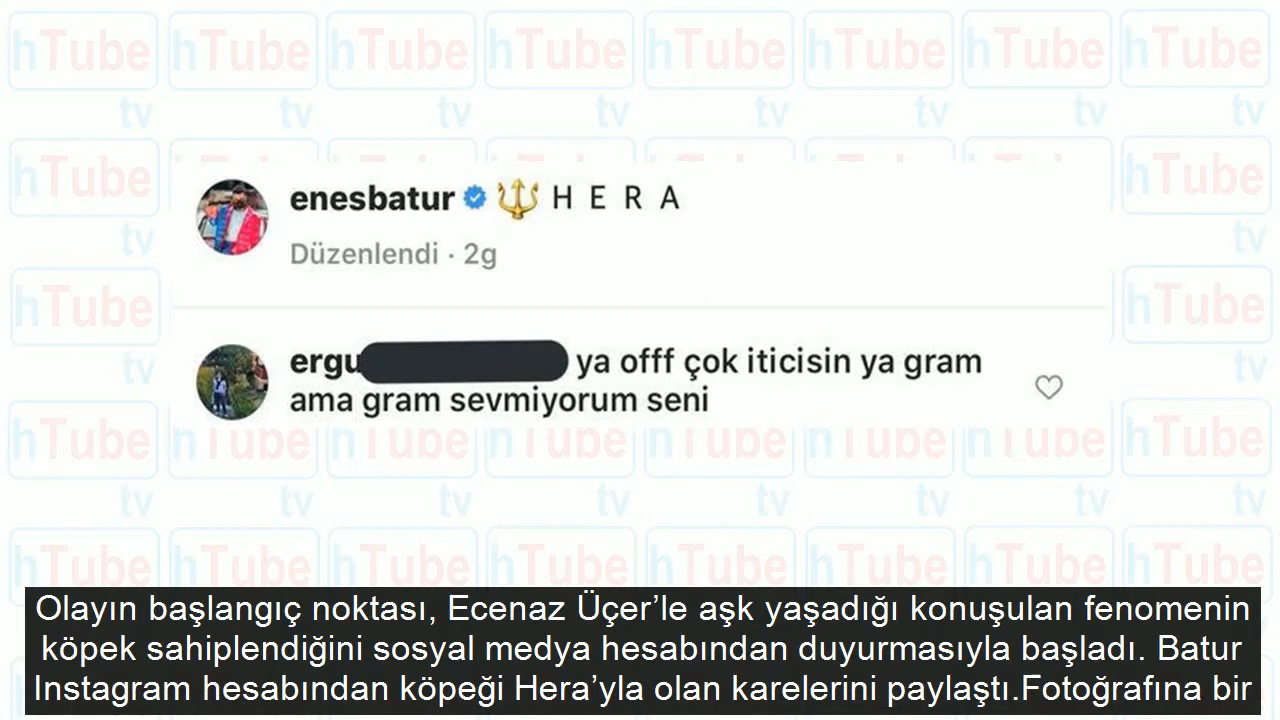 enesbatur H E R A
Düzenlendi · 2g
ergu ya offf çok iticisin ya gram
ama gram sevmiyorum seni
Olayın başlangıç noktası, Ecenaz Üçer’le aşk yaşadığı konuşulan fenomenin
köpek sahiplendiğini sosyal medya hesabından duyurmasıyla başladı. Batur
Instagram hesabından köpeği Hera’yla olan karelerini paylaştı.Fotoğrafına bir
hTube tv